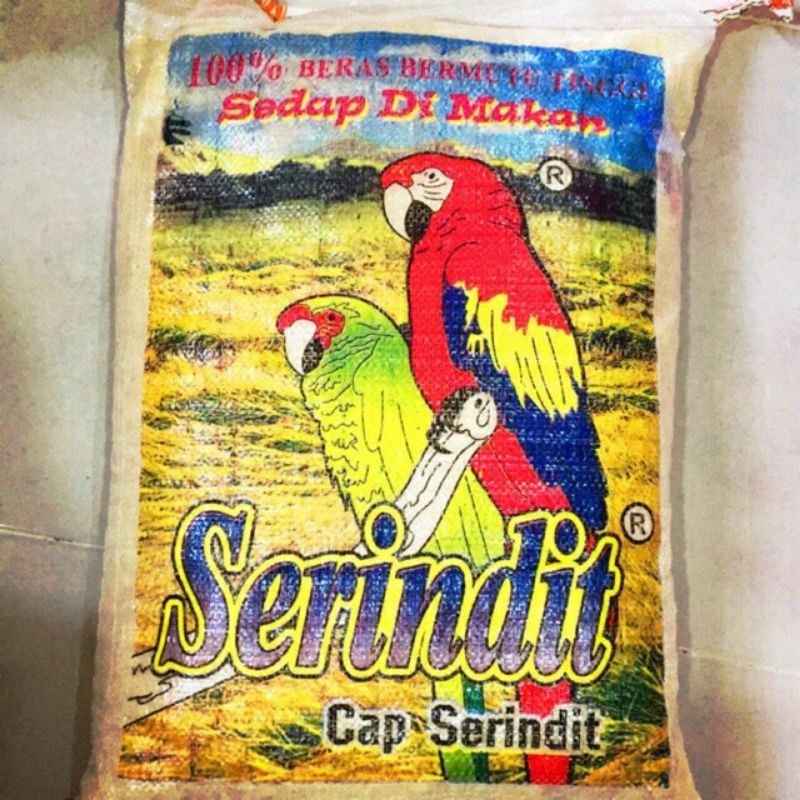 100% BERAS BERMUTU TINGGI
Sedap Di Makan
®
Serindit ®
Cap Serindit